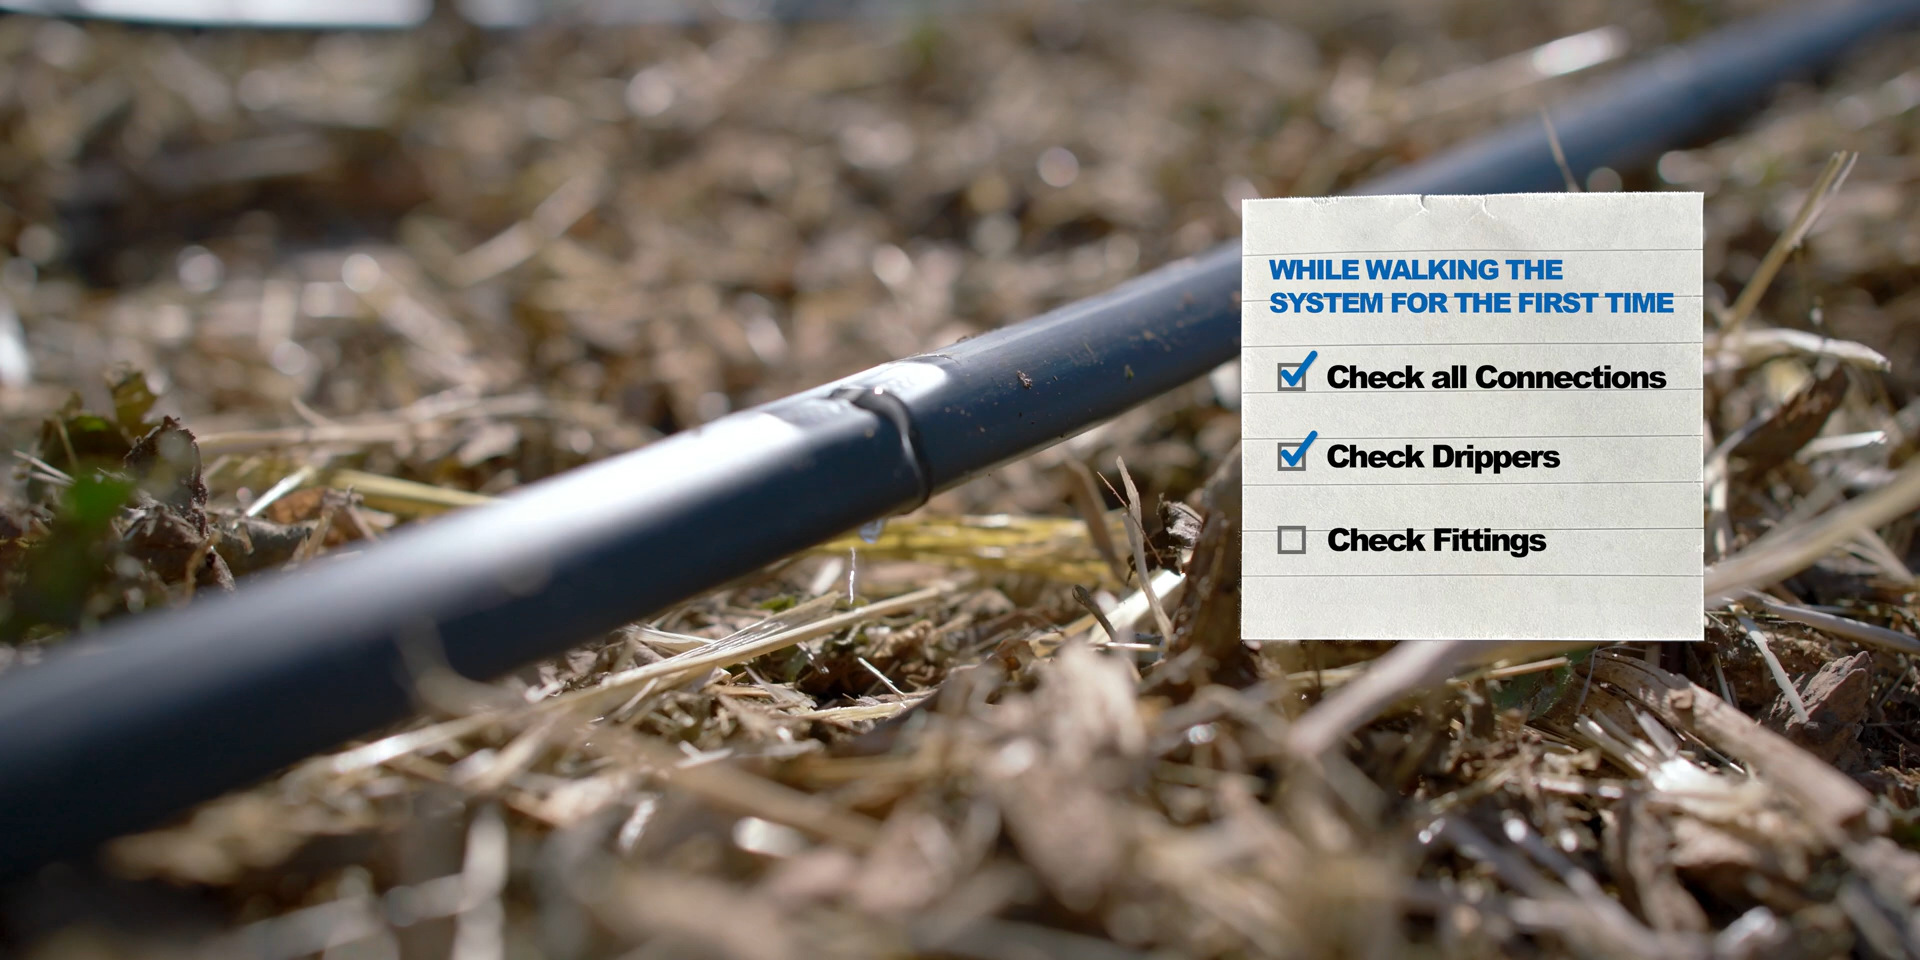 WHILE WALKING THE
SYSTEM FOR THE FIRST TIME
Check all Connections
Check Drippers
Check Fittings